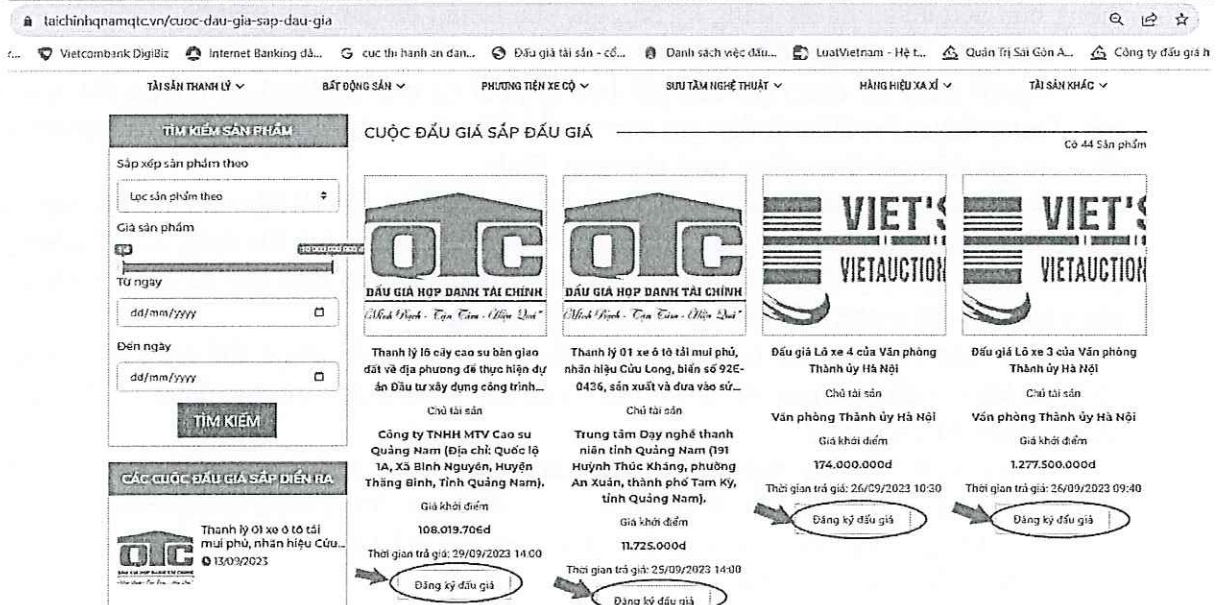 taichinhqnamqtc.vn/cuoc-dau-gia-sap-dau-gia
Vietcombank DigiBiz
Internet Banking dà...
cuc thi hanh an dan...
Đấu giá tài sản - cổ...
Danh sách việc đấu...
LuatVietnam - Hệ t...
Quản Trị Sài Gòn A...
Công ty đấu giá h
TÀI SẢN THANH LÝ
BẤT ĐỘNG SẢN
PHƯƠNG TIỆN XE CỘ
SƯU TẦM NGHỆ THUẬT
HÀNG HIỆU XA XỈ
TÀI SẢN KHÁC
TÌM KIẾM SẢN PHẨM
Sắp xếp sản phẩm theo
Lọc sản phẩm theo
Giá sản phẩm
Từ ngày
dd/mm/yyyy
Đến ngày
dd/mm/yyyy
TÌM KIẾM
CÁC CUỘC ĐẤU GIÁ SẮP DIỄN RA
Thanh lý 01 xe ô tô tải
mui phủ, nhãn hiệu Cửu...
13/09/2023
CUỘC ĐẤU GIÁ SẮP ĐẤU GIÁ
Có 44 Sản phẩm
QTC
ĐẤU GIÁ HỢP DANH TÀI CHÍNH
Thanh lý lô cây cao su bàn giao
đất về địa phương để thực hiện dự
án Đầu tư xây dựng công trình...
Chủ tài sản
Công ty TNHH MTV Cao su
Quảng Nam (Địa chỉ: Quốc lộ
1A, Xã Bình Nguyên, Huyện
Thăng Bình, Tỉnh Quảng Nam).
Giá khởi điểm
108.019.706đ
Thời gian trả giá: 29/09/2023 14:00
Đăng ký đấu giá
QTC
ĐẤU GIÁ HỢP DANH TÀI CHÍNH
Thanh lý 01 xe ô tô tải mui phủ,
nhãn hiệu Cửu Long, biển số 92E-
0436, sản xuất và đưa vào sử...
Chủ tài sản
Trung tâm Dạy nghề thanh
niên tỉnh Quảng Nam (191
Huỳnh Thúc Kháng, phường
An Xuân, thành phố Tam Kỳ,
tỉnh Quảng Nam).
Giá khởi điểm
11.725.000đ
Thời gian trả giá: 25/09/2023 14:00
Đăng ký đấu giá
VIET'S
VIETAUCTION
Đấu giá Lô xe 4 của Văn phòng
Thành ủy Hà Nội
Chủ tài sản
Văn phòng Thành ủy Hà Nội
Giá khởi điểm
174.000.000đ
Thời gian trả giá: 26/09/2023 10:30
Đăng ký đấu giá
VIET'S
VIETAUCTION
Đấu giá Lô xe 3 của Văn phòng
Thành ủy Hà Nội
Chủ tài sản
Văn phòng Thành ủy Hà Nội
Giá khởi điểm
1.277.500.000đ
Thời gian trả giá: 26/09/2023 09:40
Đăng ký đấu giá